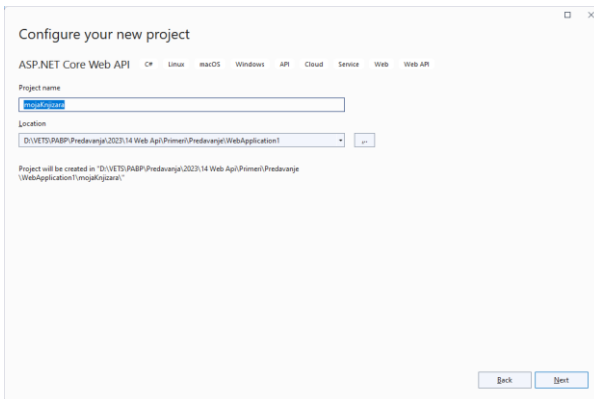 Configure your new project
ASP.NET Core Web API C# Linux macOS Windows API Cloud Service Web Web API
Project name
mojaKnjizara
Location
D:\VETS\PABP\Predavanja\2023\14 Web Api\Primeri\Predavanje\WebApplication1
...
Project will be created in "D:\VETS\PABP\Predavanja\2023\14 Web Api\Primeri\Predavanje
\WebApplication1\mojaKnjizara\"
Back Next